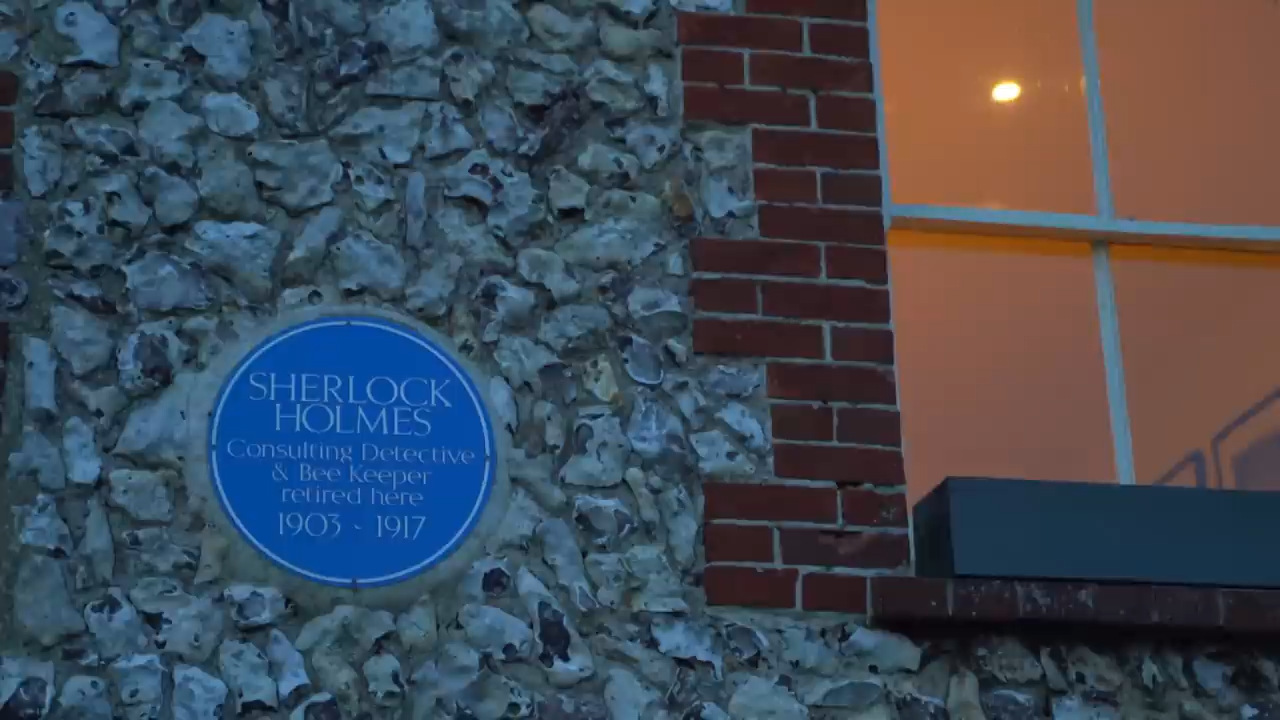 SHERLOCK
HOLMES
Consulting Detective
& Bee Keeper
retired here
1903 - 1917